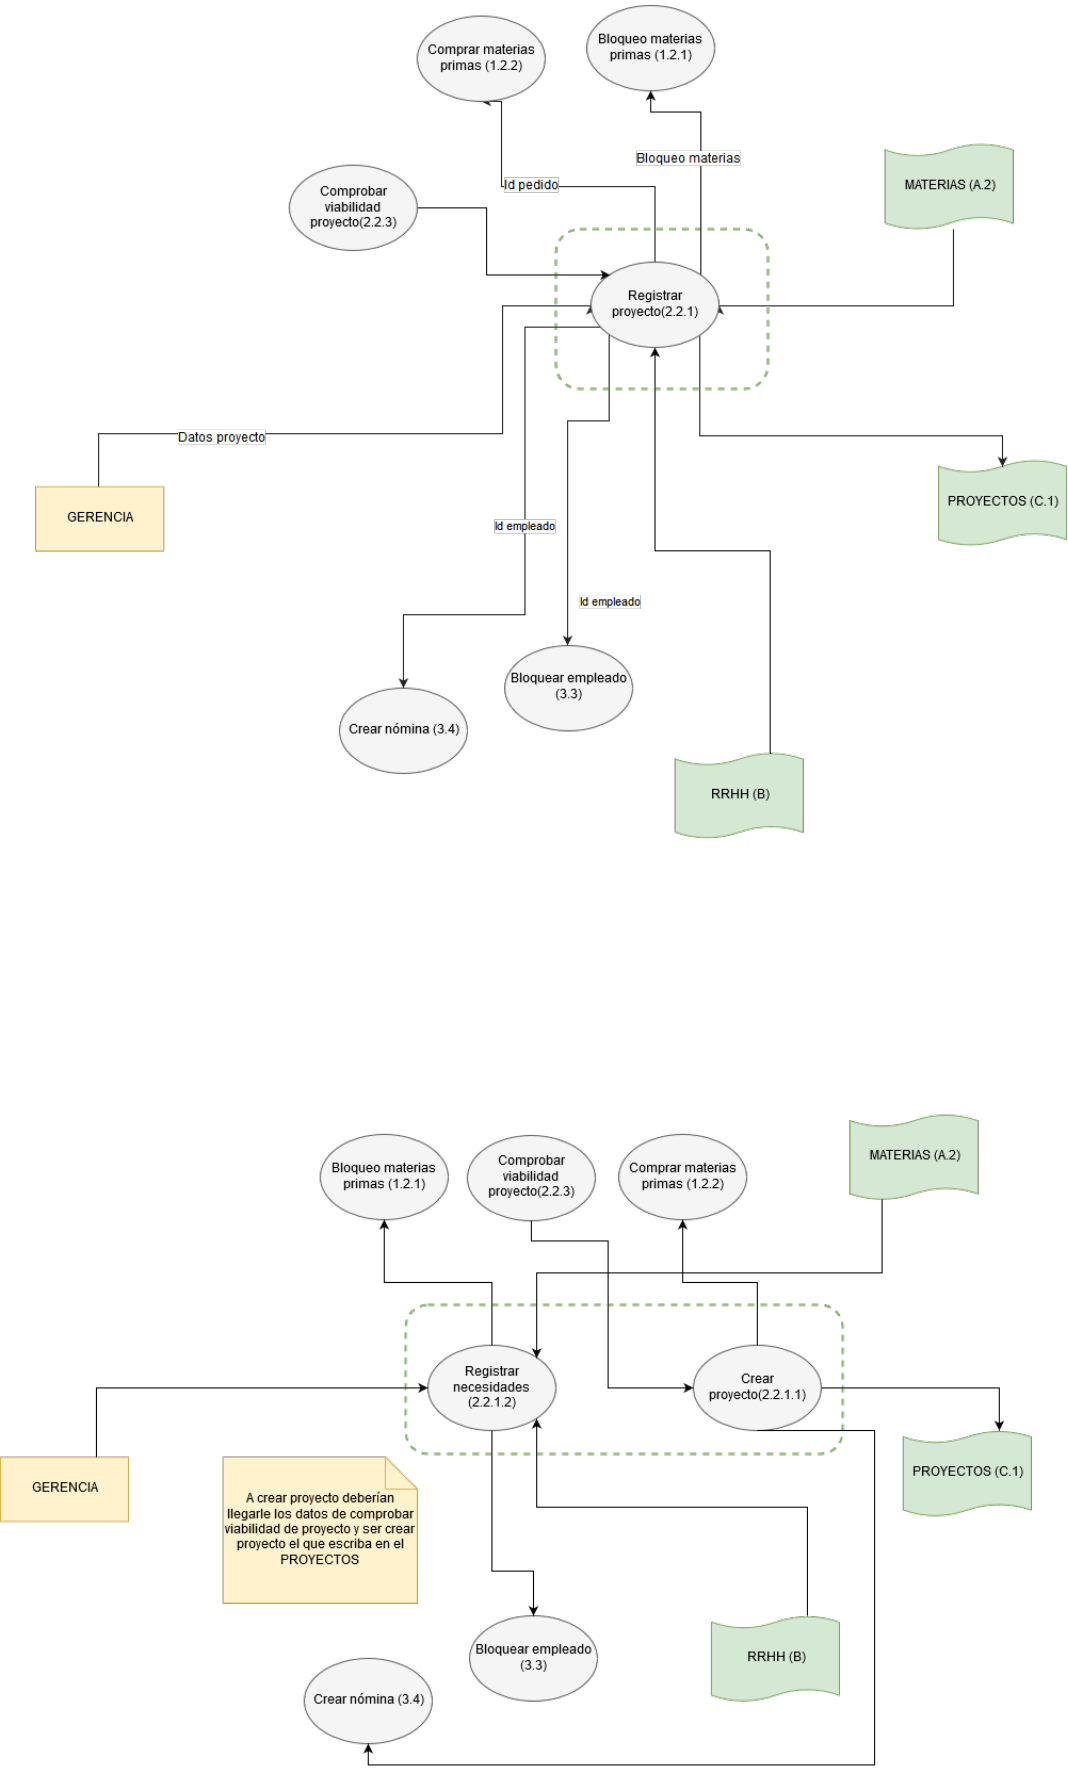 Comprar materias
primas (1.2.2)
Bloqueo materias
primas (1.2.1)
Bloqueo materias
Id pedido
MATERIAS (A.2)
Comprobar
viabilidad
proyecto(2.2.3)
Registrar
proyecto(2.2.1)
Datos proyecto
GERENCIA
PROYECTOS (C.1)
Id empleado
Id empleado
Bloquear empleado
(3.3)
Crear nómina (3.4)
RRHH (B)
Bloqueo materias
primas (1.2.1)
Comprobar
viabilidad
proyecto(2.2.3)
Comprar materias
primas (1.2.2)
MATERIAS (A.2)
Registrar
necesidades
(2.2.1.2)
Crear
proyecto(2.2.1.1)
GERENCIA
PROYECTOS (C.1)
A crear proyecto deberían
llegarle los datos de comprobar
viabilidad de proyecto y ser crear
proyecto el que escriba en el
PROYECTOS
Bloquear empleado
(3.3)
RRHH (B)
Crear nómina (3.4)